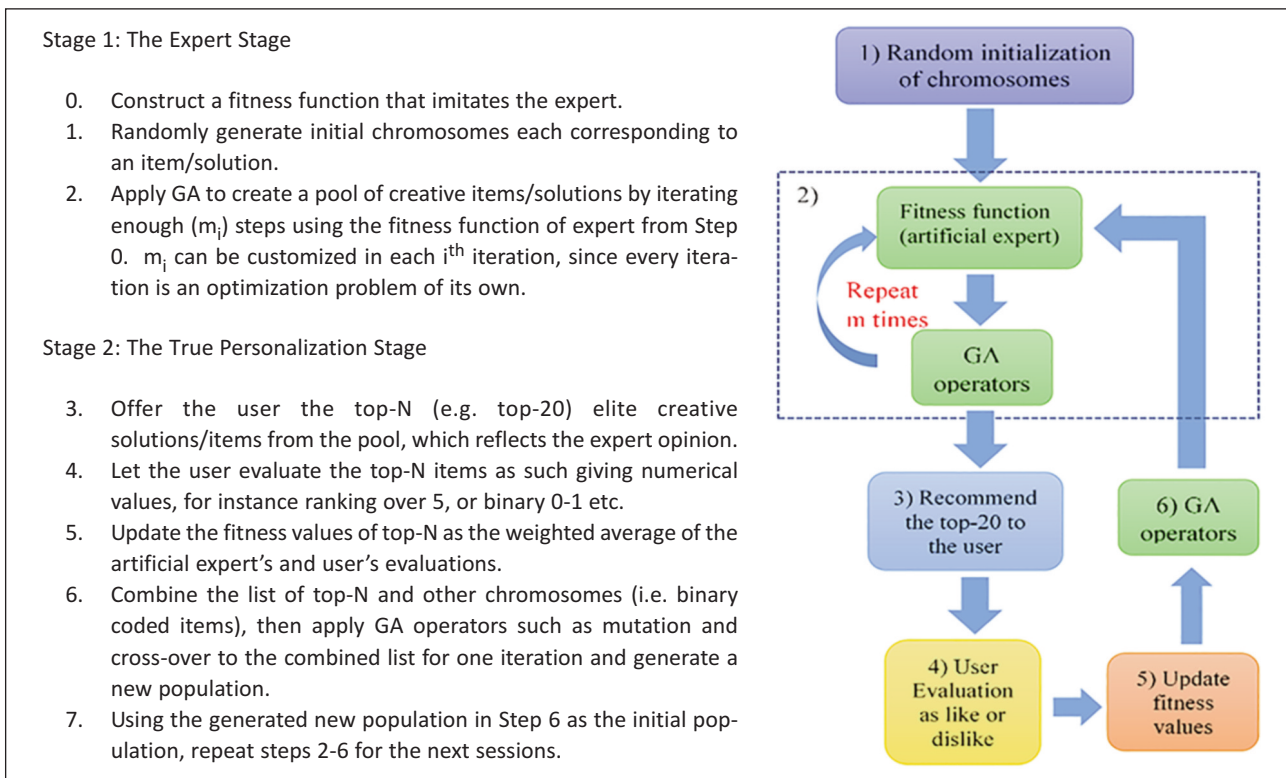 Stage 1: The Expert Stage
0. Construct a fitness function that imitates the expert.
1. Randomly generate initial chromosomes each corresponding to
an item/solution.
2. Apply GA to create a pool of creative items/solutions by iterating
enough (mi) steps using the fitness function of expert from Step
0. mi can be customized in each ith iteration, since every itera-
tion is an optimization problem of its own.
Stage 2: The True Personalization Stage
3. Offer the user the top-N (e.g. top-20) elite creative
solutions/items from the pool, which reflects the expert opinion.
4. Let the user evaluate the top-N items as such giving numerical
values, for instance ranking over 5, or binary 0-1 etc.
5. Update the fitness values of top-N as the weighted average of the
artificial expert's and user's evaluations.
6. Combine the list of top-N and other chromosomes (i.e. binary
coded items), then apply GA operators such as mutation and
cross-over to the combined list for one iteration and generate a
new population.
7. Using the generated new population in Step 6 as the initial pop-
ulation, repeat steps 2-6 for the next sessions.
1) Random initialization
of chromosomes
2)
Fitness function
(artificial expert)
Repeat
m times
GA
operators
3) Recommend
the top-20 to
the user
6) GA
operators
4) User
Evaluation
as like or
dislike
5) Update
fitness
values